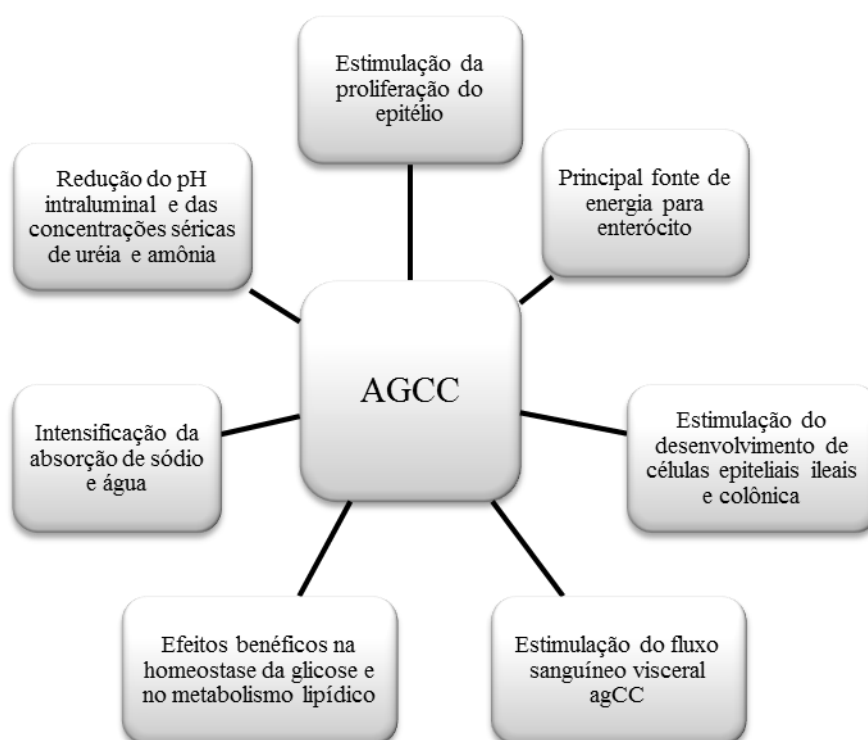 Estimulação da
proliferação do
epitélio
Principal fonte de
energia para
enterócito
Redução do pH
intraluminal e das
concentrações séricas
de uréia e amônia
AGCC
Intensificação da
absorção de sódio
e água
Estimulação do
desenvolvimento de
células epiteliais ileais
e colônica
Efeitos benéficos na
homeostase da glicose e
no metabolismo lipídico
Estimulação do fluxo
sanguíneo visceral
agCC